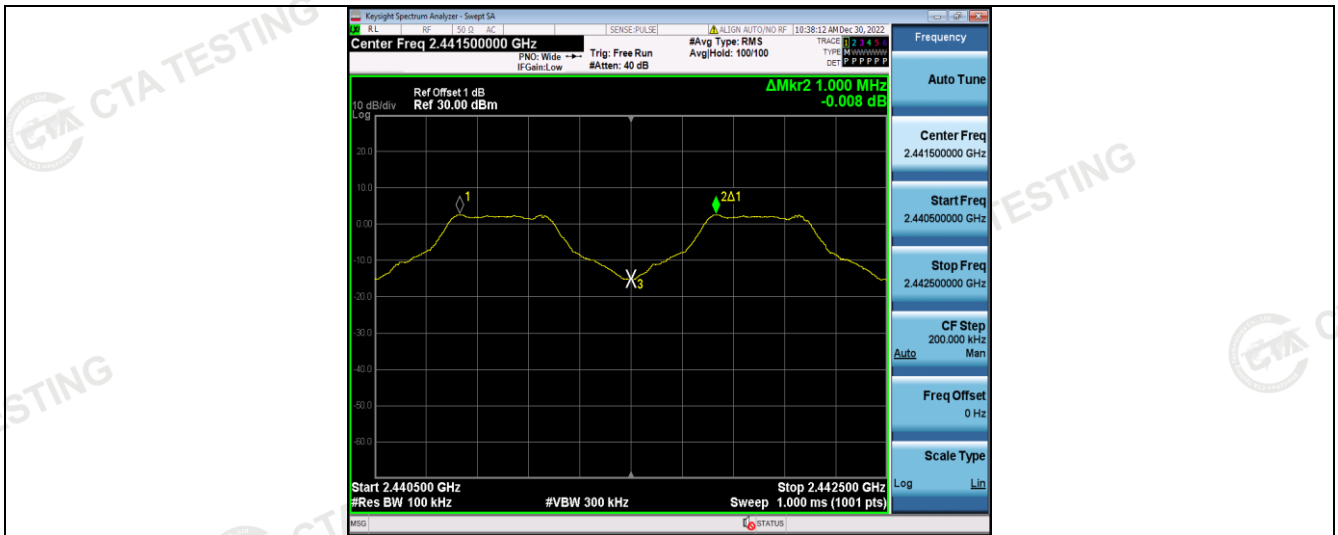 CTA TESTING
Keysight Spectrum Analyzer - Swept SA
RL RF 50 Ω AC SENSE:PULSE ALIGN AUTO/NO RF 10:38:12 AM Dec 30, 2022
Center Freq 2.441500000 GHz
PNO: Wide
IFGain:Low
Trig: Free Run
#Atten: 40 dB
#Avg Type: RMS
Avg|Hold: 100/100
TRACE 1 2 3 4 5 6
TYPE M WWWWW
DET P P P P P P
ΔMkr2 1.000 MHz
-0.008 dB
Ref Offset 1 dB
10 dB/div Ref 30.00 dBm
Log
20.0
10.0
0.00
-10.0
-20.0
-30.0
-40.0
-50.0
-60.0
1
2Δ1
3
Start 2.440500 GHz Stop 2.442500 GHz
#Res BW 100 kHz #VBW 300 kHz Sweep 1.000 ms (1001 pts)
MSG STATUS
Frequency
Auto Tune
Center Freq
2.441500000 GHz
Start Freq
2.440500000 GHz
Stop Freq
2.442500000 GHz
CF Step
200.000 kHz
Auto Man
Freq Offset
0 Hz
Scale Type
Log Lin
TESTING
STING
CT
C